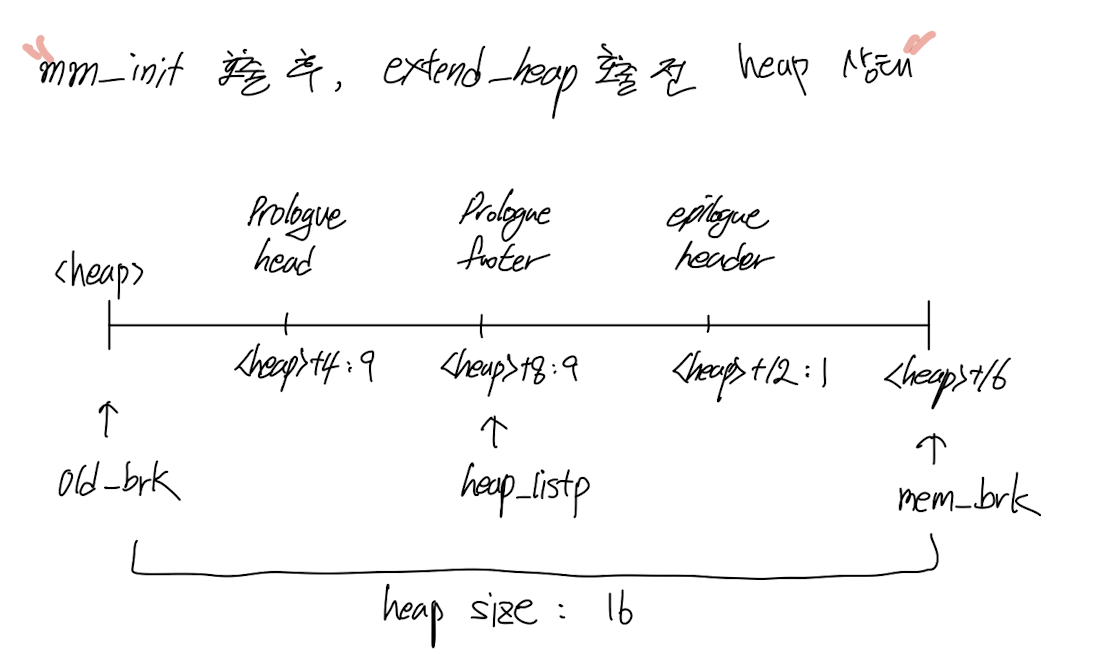 mm_init 호출 후, extend_heap 호출 전 heap 상태
Prologue head
Prologue footer
epilogue header
<heap>
<heap>+4:9
<heap>+8:9
<heap>+12:1
<heap>+16
old_brk
heap_listp
mem_brk
heap size : 16